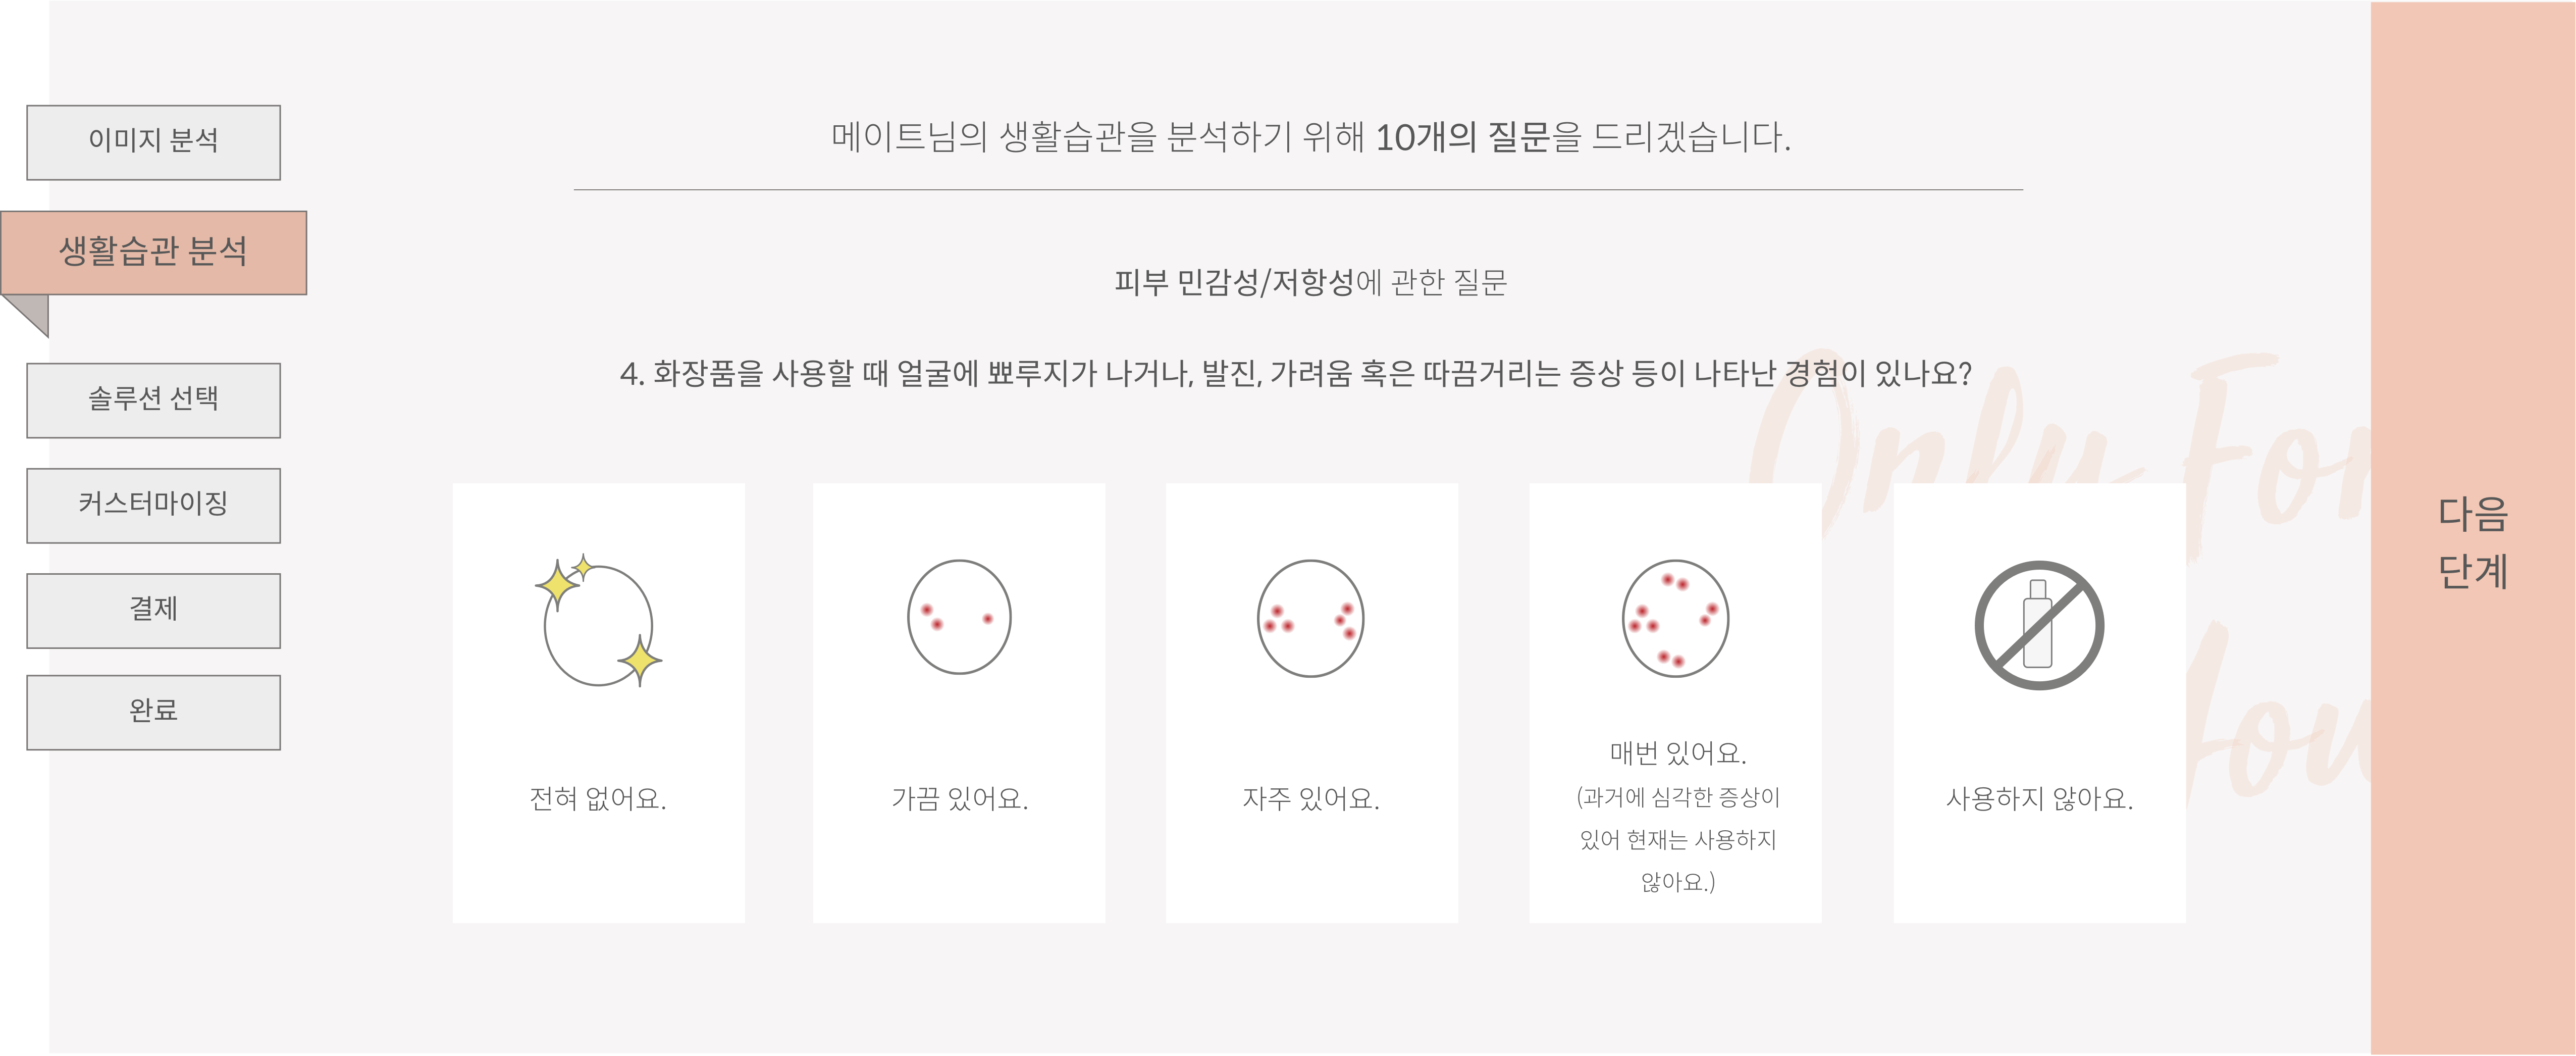 이미지 분석
생활습관 분석
솔루션 선택
커스터마이징
결제
완료
메이트님의 생활습관을 분석하기 위해 10개의 질문을 드리겠습니다.
피부 민감성/저항성에 관한 질문
4. 화장품을 사용할 때 얼굴에 뾰루지가 나거나, 발진, 가려움 혹은 따끔거리는 증상 등이 나타난 경험이 있나요?
Only For
You
전혀 없어요.
가끔 있어요.
자주 있어요.
매번 있어요.
(과거에 심각한 증상이
있어 현재는 사용하지
않아요.)
사용하지 않아요.
다음
단계